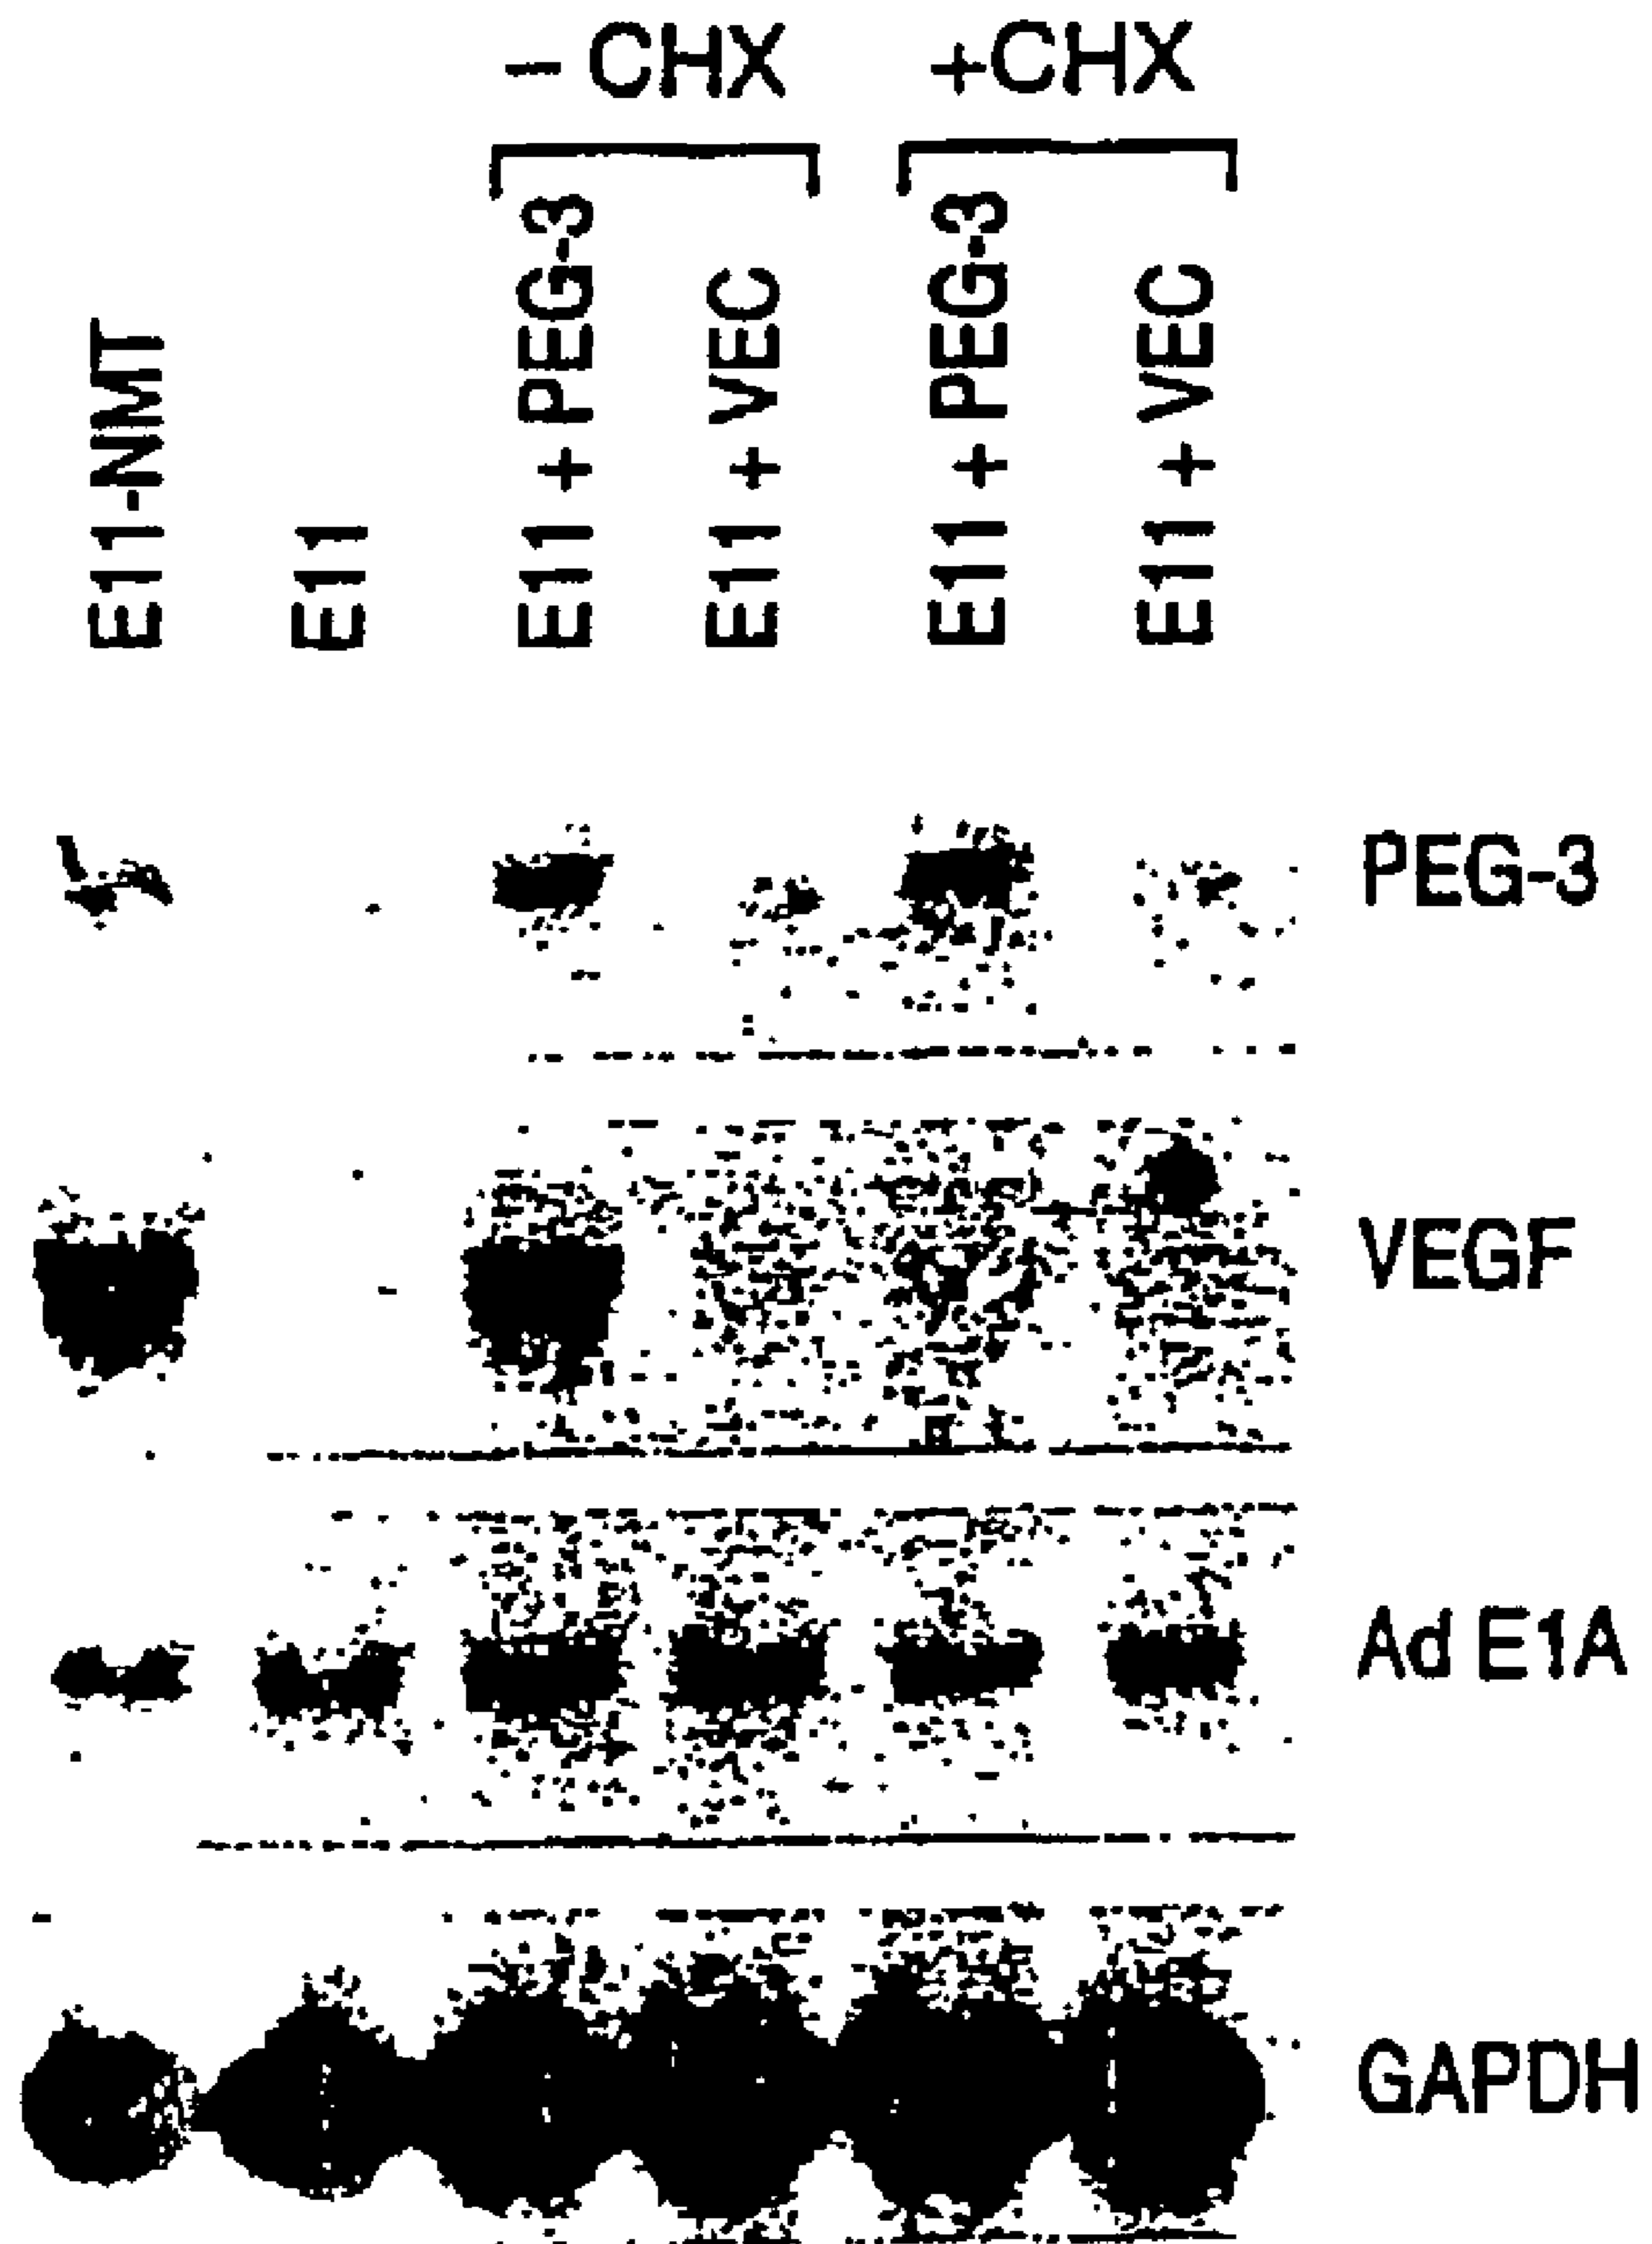 – CHX +CHX
E11-NMT
E11
E11 + PEG-3
E11 + VEC
E11 + PEG-3
E11 + VEC
PEG-3
VEGF
Ad E1A
GAPDH